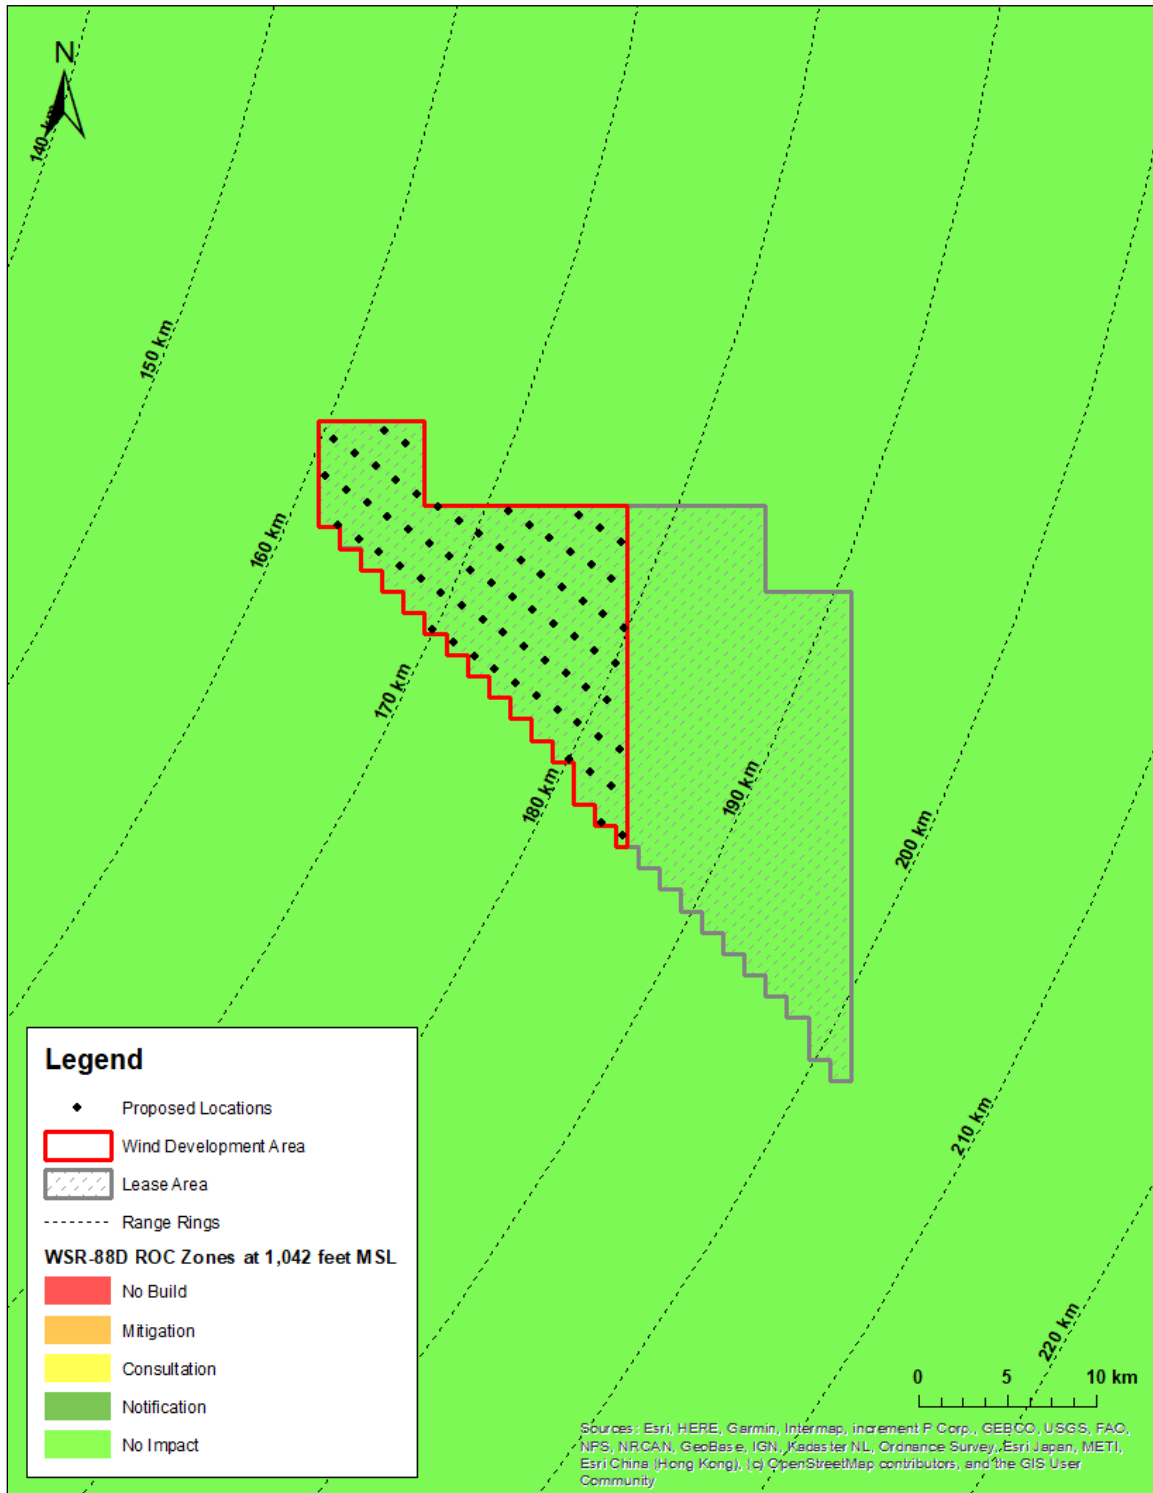 N
140 km
150 km
160 km
170 km
180 km
190 km
200 km
210 km
220 km
Legend
Proposed Locations
Wind Development Area
Lease Area
Range Rings
WSR-88D ROC Zones at 1,042 feet MSL
No Build
Mitigation
Consultation
Notification
No Impact
0 5 10 km
Sources: Esri, HERE, Garmin, Intermap, increment P Corp., GEBCO, USGS, FAO,
NPS, NRCAN, GeoBase, IGN, Kadaster NL, Ordnance Survey, Esri Japan, METI,
Esri China (Hong Kong), (c) OpenStreetMap contributors, and the GIS User
Community